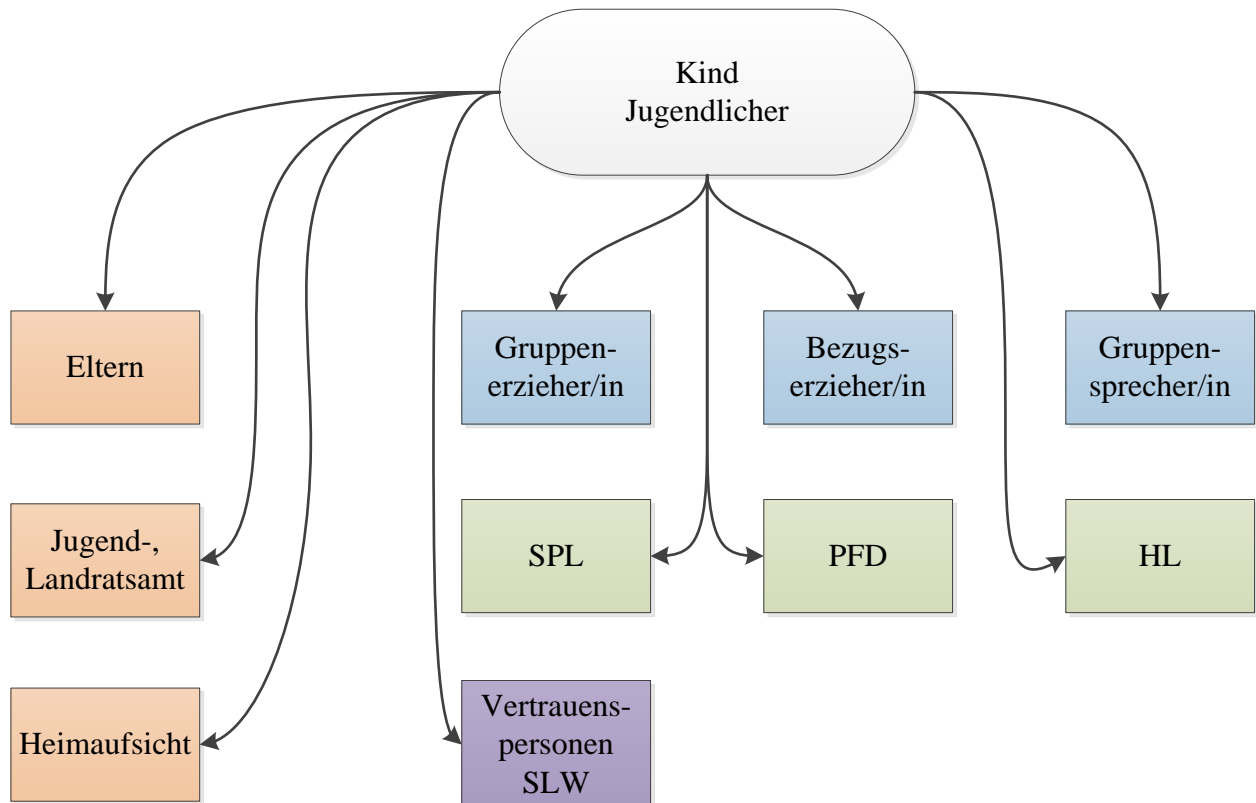 Kind
Jugendlicher
Eltern
Gruppen-
erzieher/in
Bezugs-
erzieher/in
Gruppen-
sprecher/in
Jugend-,
Landratsamt
SPL
PFD
HL
Heimaufsicht
Vertrauens-
personen
SLW